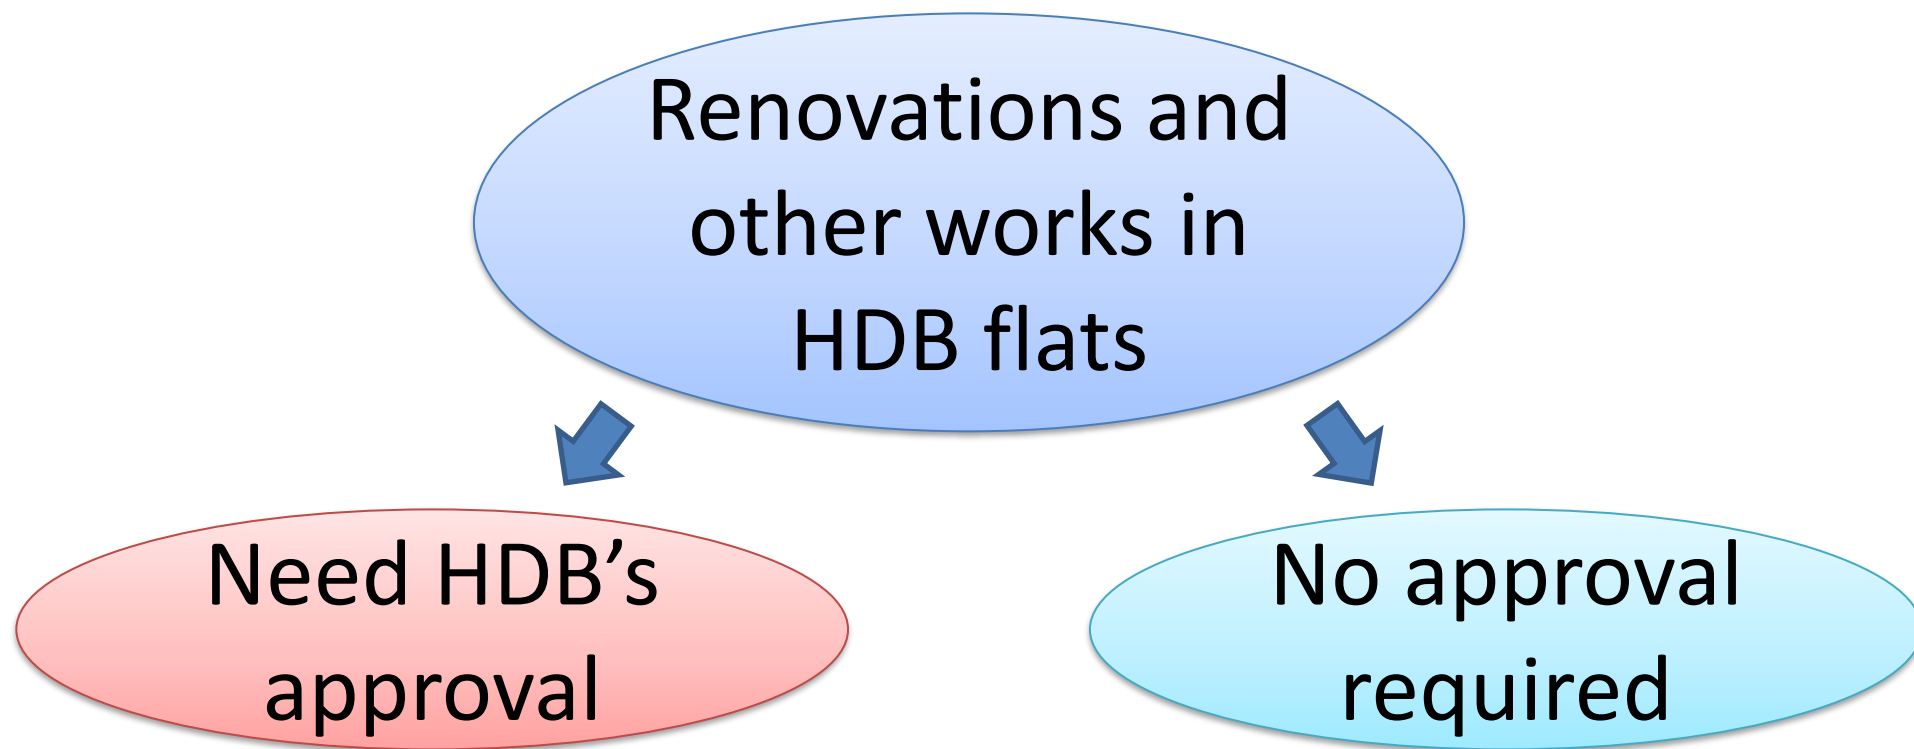 Renovations and
other works in
HDB flats
Need HDB’s
approval
No approval
required